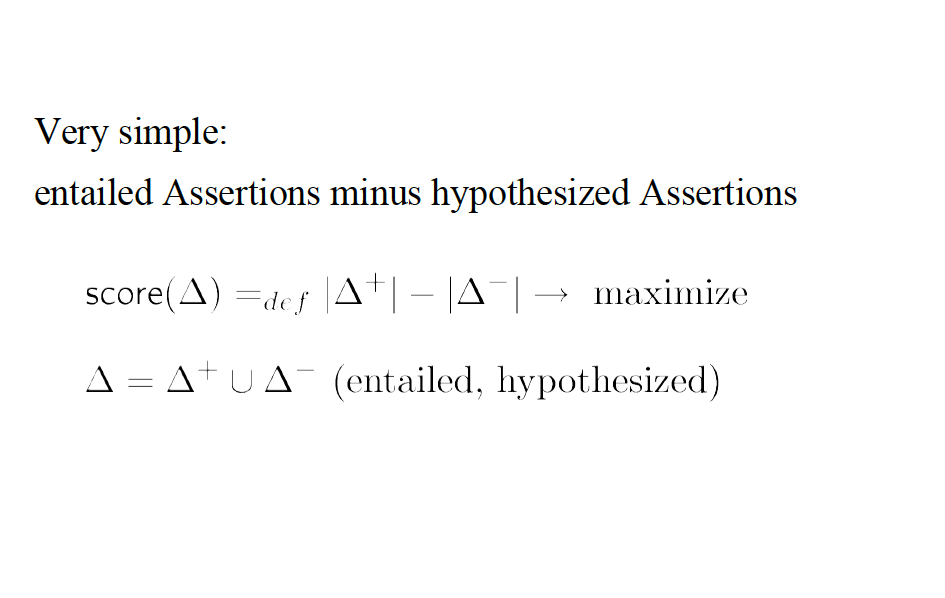 Very simple:
entailed Assertions minus hypothesized Assertions
score(Δ) =def |Δ⁺| − |Δ⁻| → maximize
Δ = Δ⁺ ∪ Δ⁻ (entailed, hypothesized)